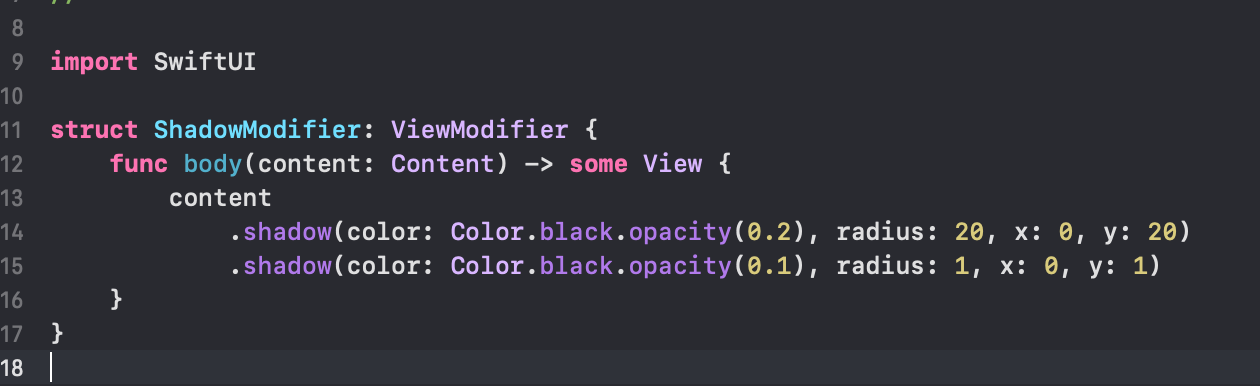 //
8
9 import SwiftUI
10
11 struct ShadowModifier: ViewModifier {
12     func body(content: Content) -> some View {
13         content
14             .shadow(color: Color.black.opacity(0.2), radius: 20, x: 0, y: 20)
15             .shadow(color: Color.black.opacity(0.1), radius: 1, x: 0, y: 1)
16     }
17 }
18